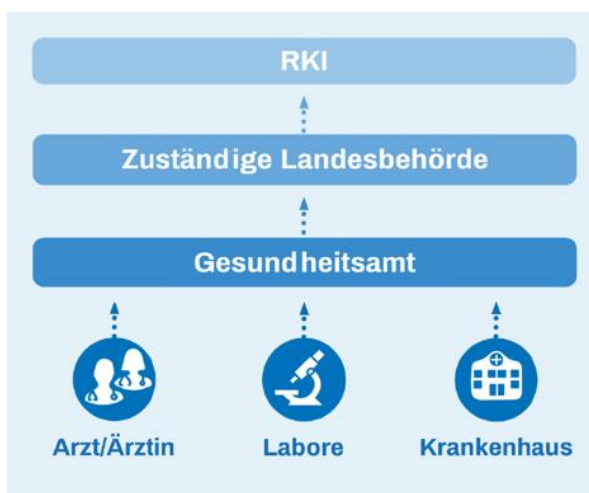 RKI
Zuständige Landesbehörde
Gesundheitsamt
Arzt/Ärztin
Labore
Krankenhaus